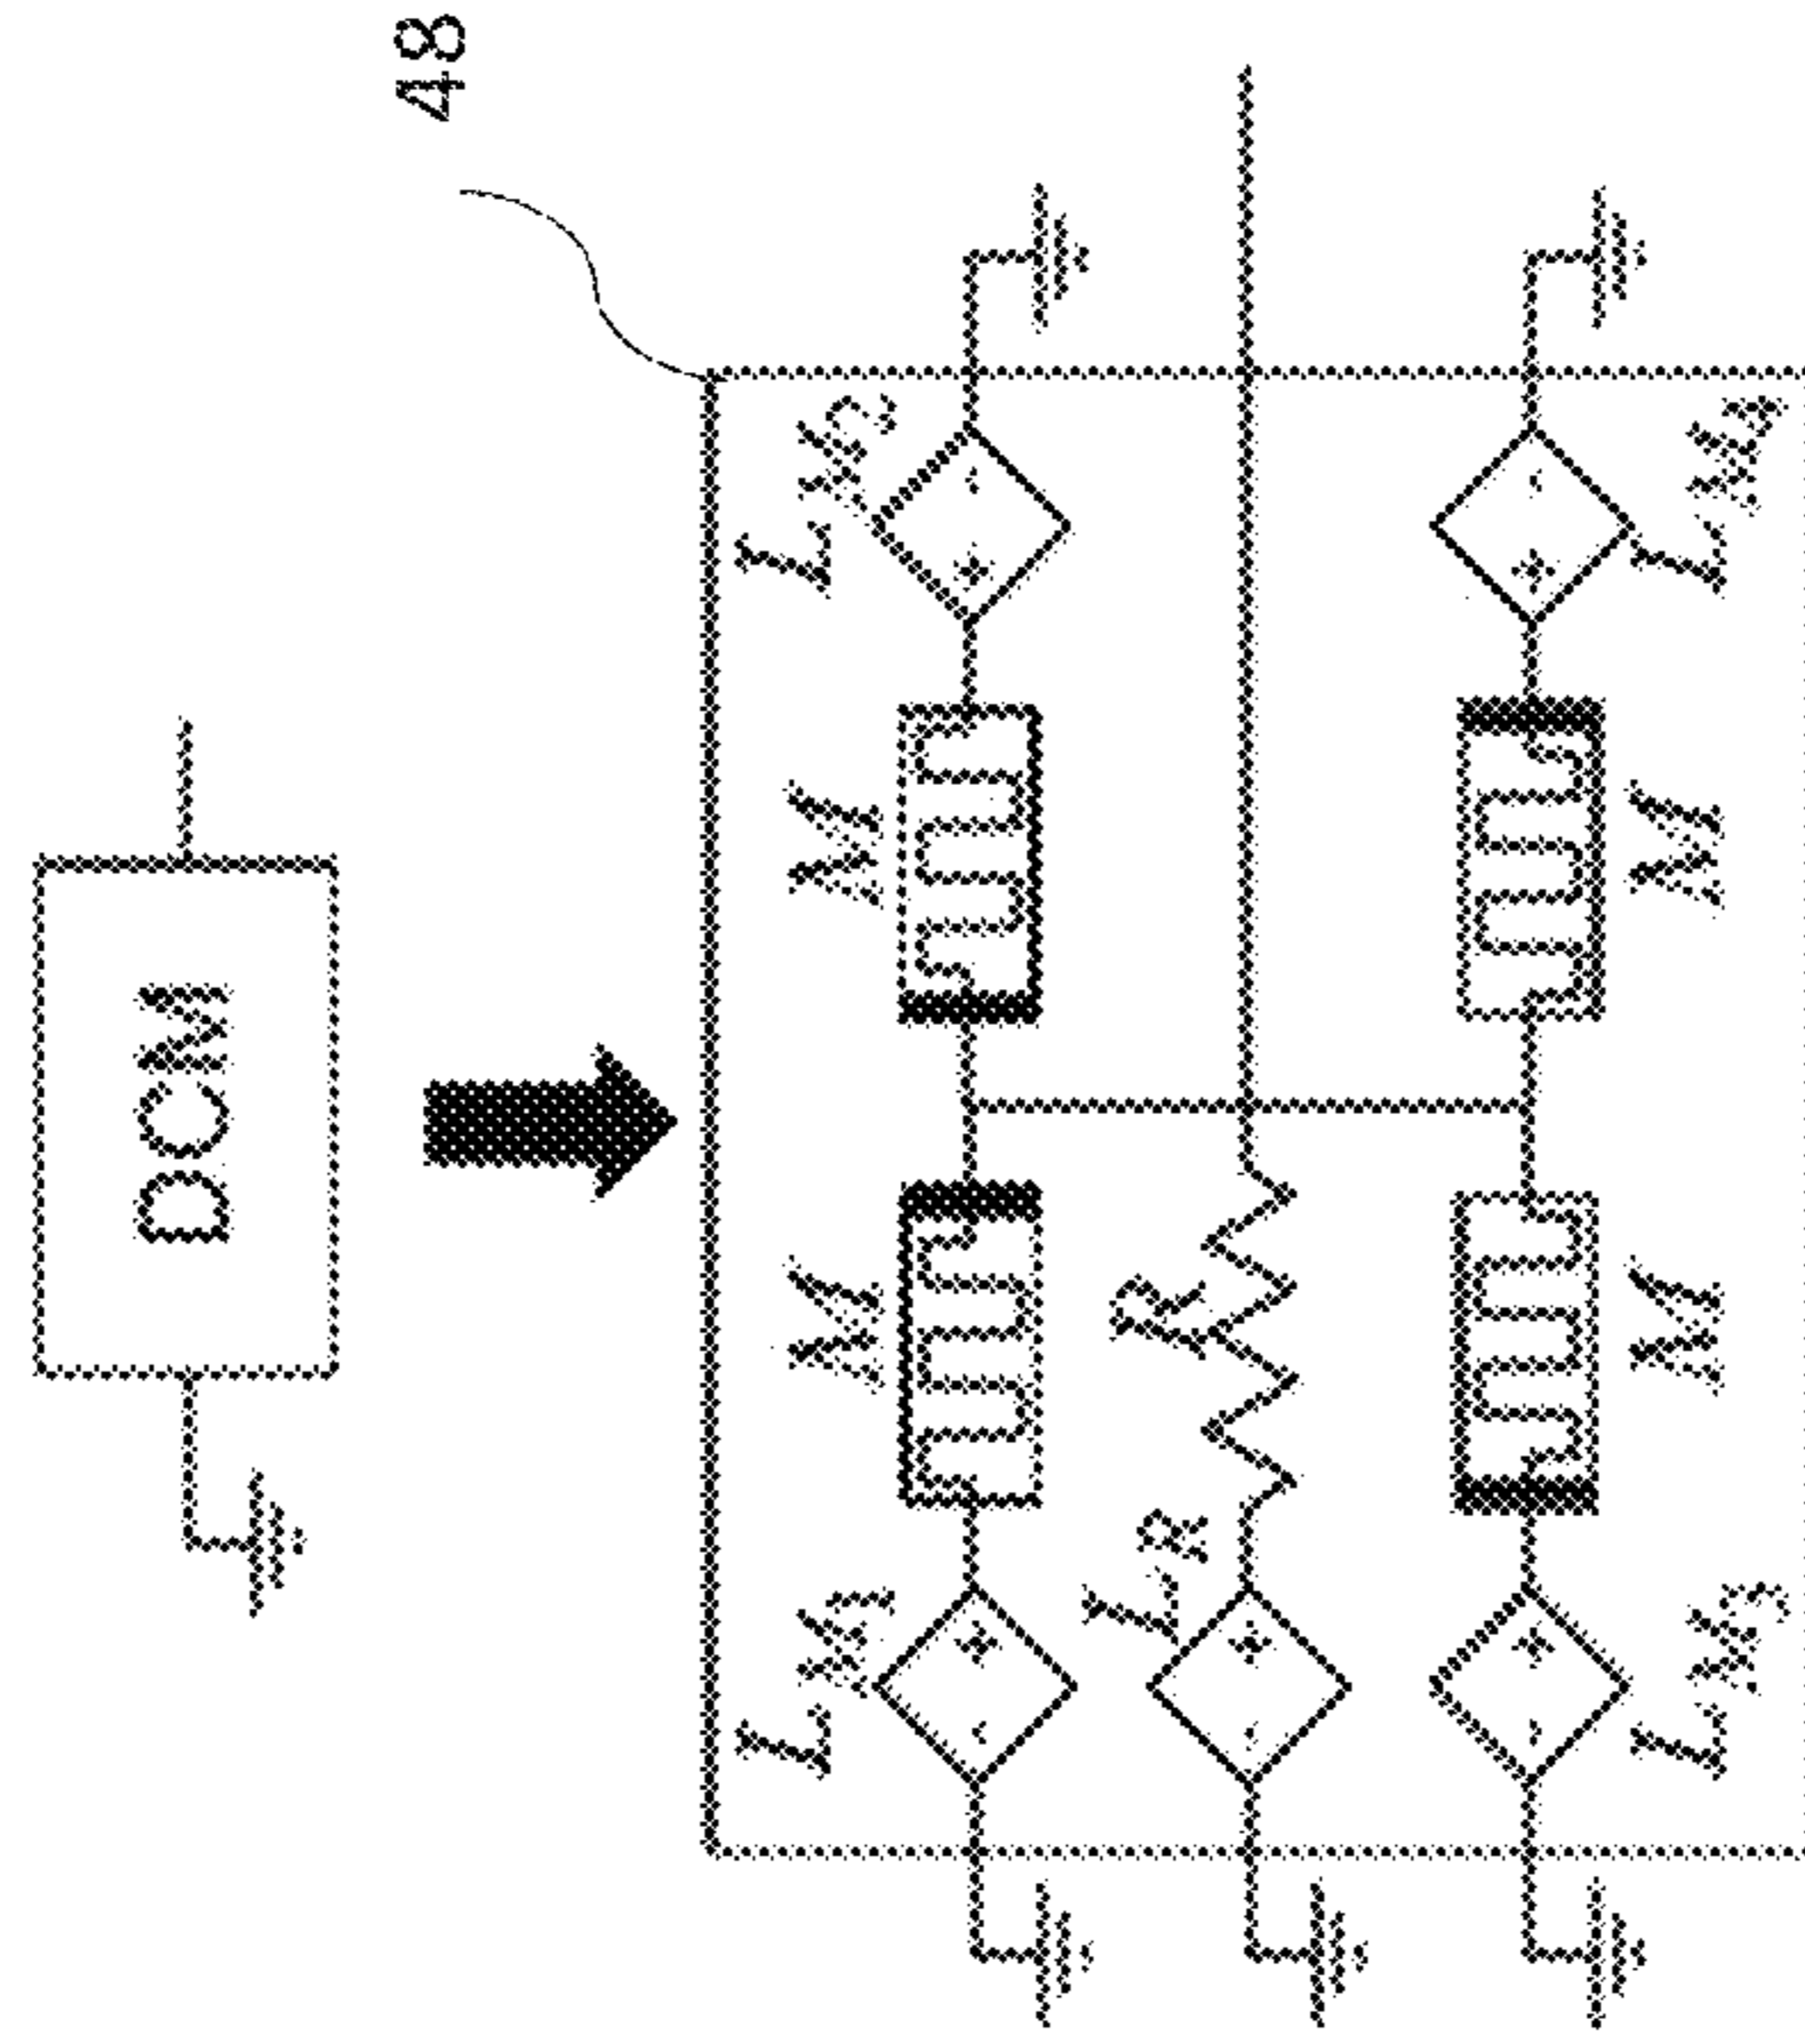 DCM
48
L_M1 M M L_M2
- + + -
L_R R
- +
- + + -
L_M3 M M L_M4